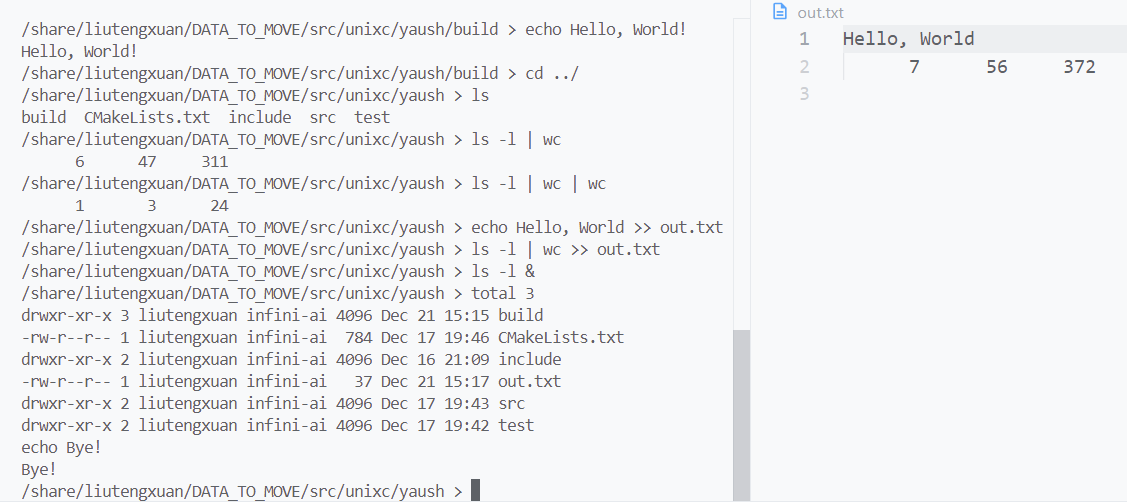 /share/liutengxuan/DATA_TO_MOVE/src/unixc/yaush/build > echo Hello, World!
Hello, World!
/share/liutengxuan/DATA_TO_MOVE/src/unixc/yaush/build > cd ../
/share/liutengxuan/DATA_TO_MOVE/src/unixc/yaush > ls
build  CMakeLists.txt  include  src  test
/share/liutengxuan/DATA_TO_MOVE/src/unixc/yaush > ls -l | wc
      6      47     311
/share/liutengxuan/DATA_TO_MOVE/src/unixc/yaush > ls -l | wc | wc
      1       3      24
/share/liutengxuan/DATA_TO_MOVE/src/unixc/yaush > echo Hello, World >> out.txt
/share/liutengxuan/DATA_TO_MOVE/src/unixc/yaush > ls -l | wc >> out.txt
/share/liutengxuan/DATA_TO_MOVE/src/unixc/yaush > ls -l &
/share/liutengxuan/DATA_TO_MOVE/src/unixc/yaush > total 3
drwxr-xr-x 3 liutengxuan infini-ai 4096 Dec 21 15:15 build
-rw-r--r-- 1 liutengxuan infini-ai  784 Dec 17 19:46 CMakeLists.txt
drwxr-xr-x 2 liutengxuan infini-ai 4096 Dec 16 21:09 include
-rw-r--r-- 1 liutengxuan infini-ai   37 Dec 21 15:17 out.txt
drwxr-xr-x 2 liutengxuan infini-ai 4096 Dec 17 19:43 src
drwxr-xr-x 2 liutengxuan infini-ai 4096 Dec 17 19:42 test
echo Bye!
Bye!
/share/liutengxuan/DATA_TO_MOVE/src/unixc/yaush >
out.txt
1 Hello, World
2       7      56     372
3